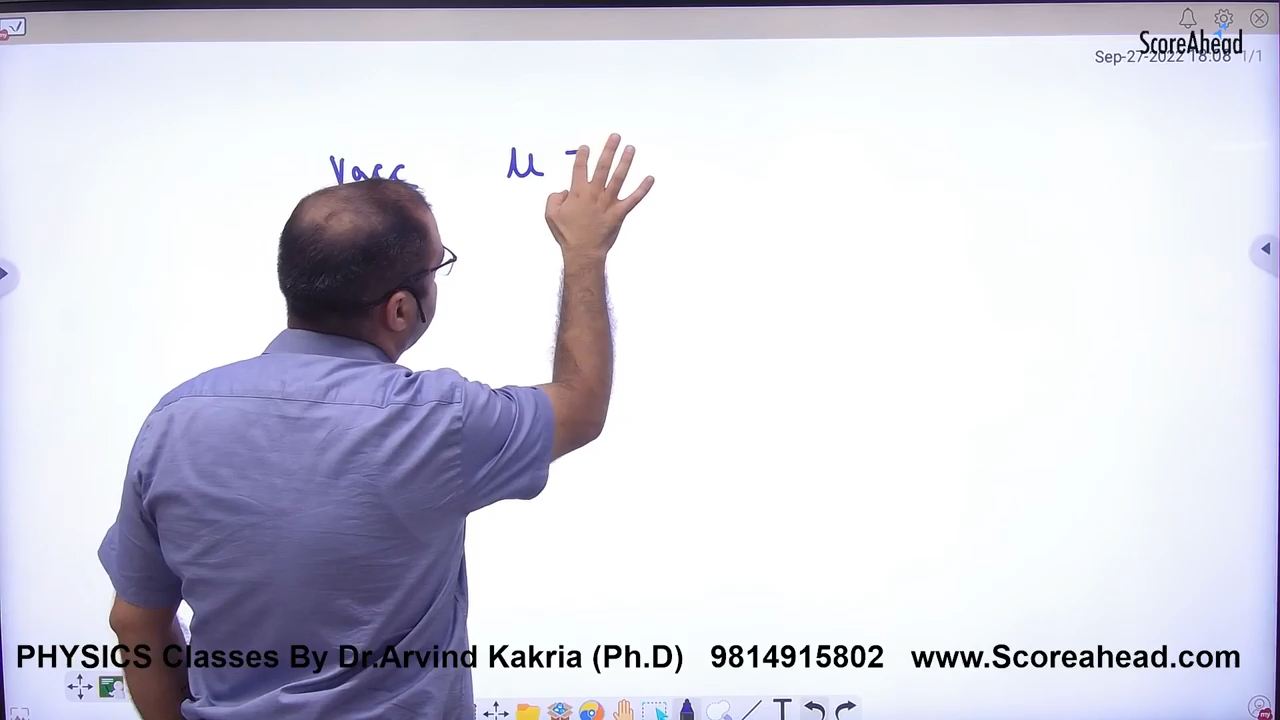 ScoreAhead
Sep-27-2022 18:08 1/1
μ
PHYSICS Classes By Dr.Arvind Kakria (Ph.D) 9814915802 www.Scoreahead.com